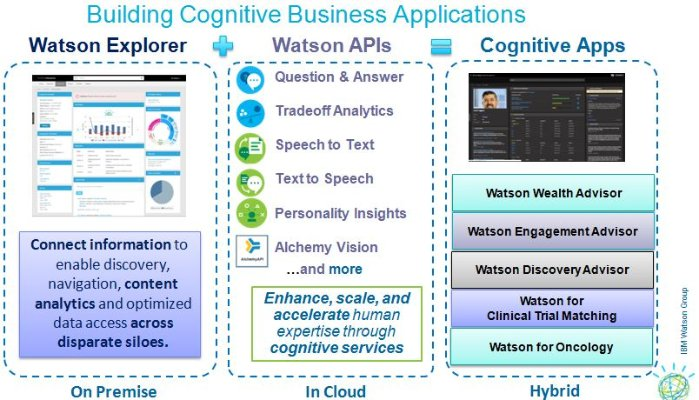 Building Cognitive Business Applications
Watson Explorer
Watson APIs
Cognitive Apps
Connect information to
enable discovery,
navigation, content
analytics and optimized
data access across
disparate siloes.
On Premise
Question & Answer
Tradeoff Analytics
Speech to Text
Text to Speech
Personality Insights
AlchemyAPI
Alchemy Vision
...and more
Enhance, scale, and
accelerate human
expertise through
cognitive services
In Cloud
Watson Wealth Advisor
Watson Engagement Advisor
Watson Discovery Advisor
Watson for
Clinical Trial Matching
Watson for Oncology
Hybrid
IBM Watson Group